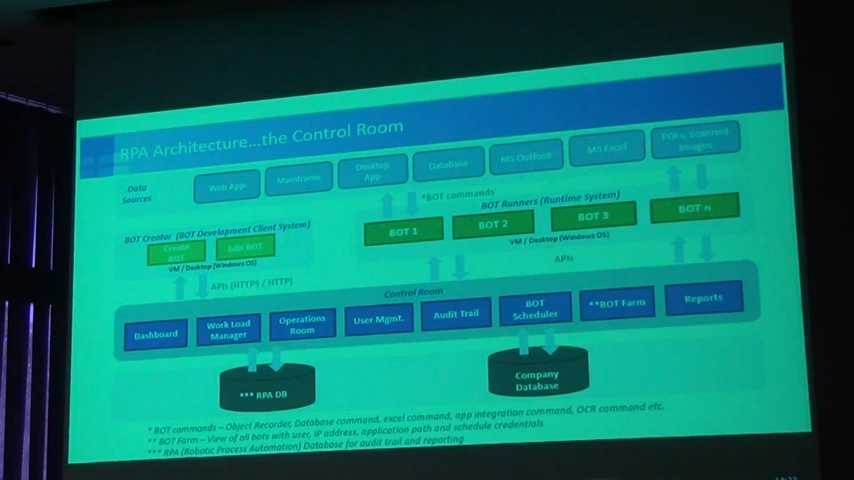 RPA Architecture...the Control Room
Data Sources
Web App
Mainframe
Desktop App
Database
MS Outlook
MS Excel
PDFs, Scanned Images
*BOT commands
BOT Runners (Runtime System)
BOT Creator (BOT Development Client System)
Create BOT
Edit BOT
BOT 1
BOT 2
BOT 3
BOT n
VM / Desktop (Windows OS)
VM / Desktop (Windows OS)
APIs (HTTPS / HTTP)
APIs
Control Room
Dashboard
Work Load Manager
Operations Room
User Mgmt.
Audit Trail
BOT Scheduler
**BOT Farm
Reports
*** RPA DB
Company Database
* BOT commands – Object Recorder, Database command, excel command, app integration command, OCR command etc.
** BOT Farm – View of all bots with user, IP address, application path and schedule credentials
*** RPA (Robotic Process Automation) Database for audit trail and reporting